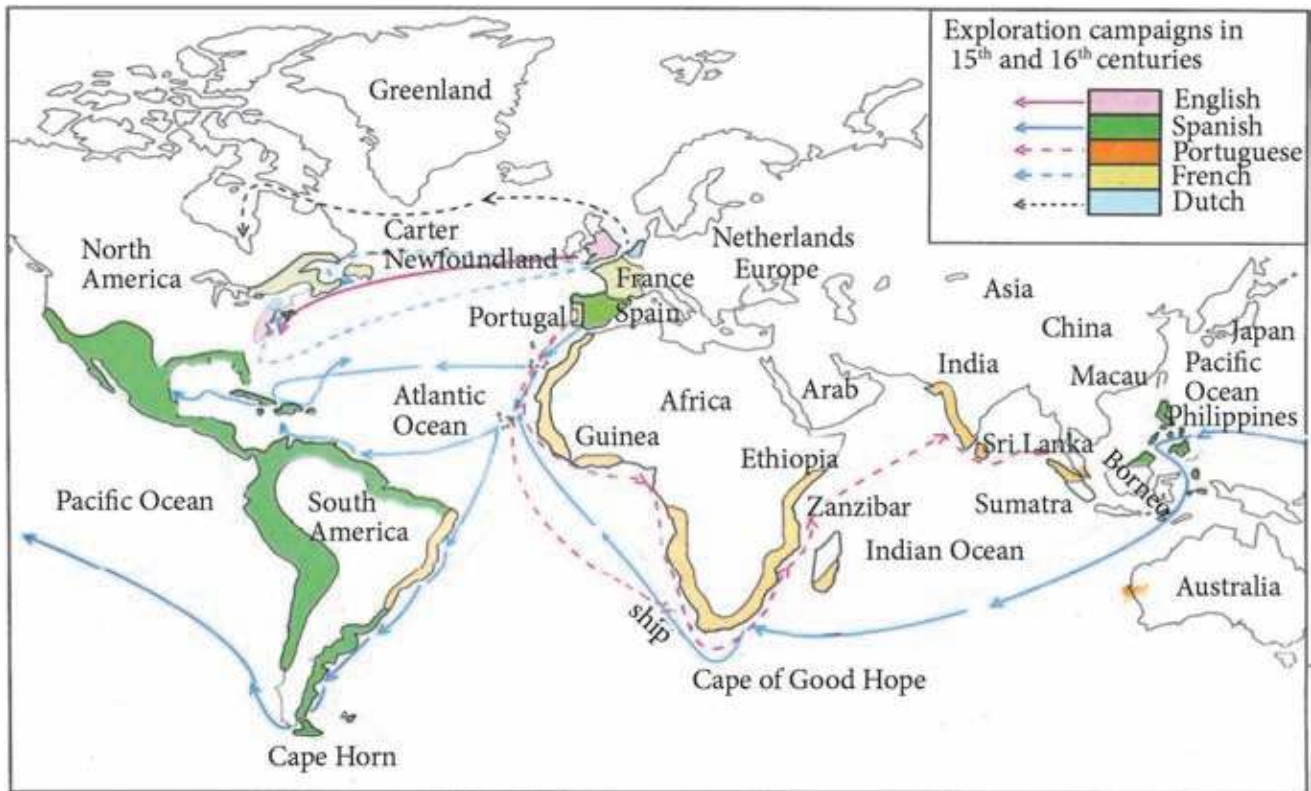 Exploration campaigns in
15th and 16th centuries
English
Spanish
Portuguese
French
Dutch
Greenland
North
America
Carter
Newfoundland
Netherlands
Europe
France
Portugal
Spain
Asia
China
Japan
India
Macau
Pacific
Ocean
Philippines
Atlantic
Ocean
Africa
Arab
Guinea
Ethiopia
Sri Lanka
Borneo
Pacific Ocean
South
America
Zanzibar
Sumatra
Indian Ocean
Australia
ship
Cape of Good Hope
Cape Horn